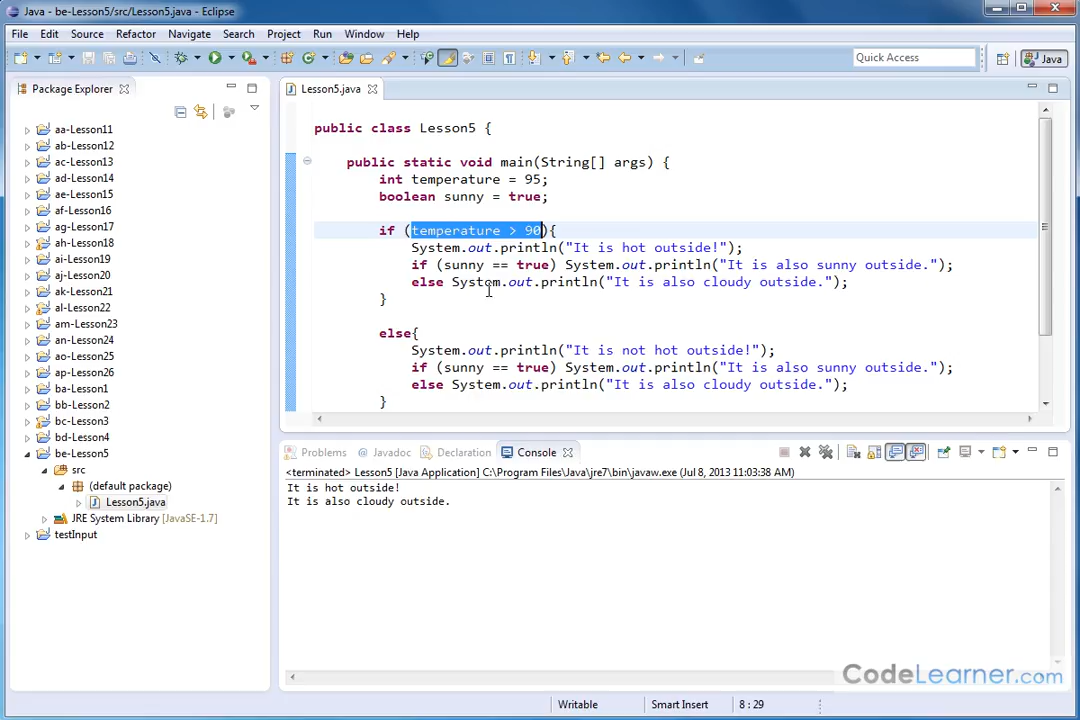 Java - be-Lesson5/src/Lesson5.java - Eclipse
File Edit Source Refactor Navigate Search Project Run Window Help
Quick Access
Java
Package Explorer
Lesson5.java
aa-Lesson11
ab-Lesson12
ac-Lesson13
ad-Lesson14
ae-Lesson15
af-Lesson16
ag-Lesson17
ah-Lesson18
ai-Lesson19
aj-Lesson20
ak-Lesson21
al-Lesson22
am-Lesson23
an-Lesson24
ao-Lesson25
ap-Lesson26
ba-Lesson1
bb-Lesson2
bc-Lesson3
bd-Lesson4
be-Lesson5
src
(default package)
Lesson5.java
JRE System Library [JavaSE-1.7]
testInput
public class Lesson5 {
public static void main(String[] args) {
int temperature = 95;
boolean sunny = true;
if (temperature > 90){
System.out.println("It is hot outside!");
if (sunny == true) System.out.println("It is also sunny outside.");
else System.out.println("It is also cloudy outside.");
}
else{
System.out.println("It is not hot outside!");
if (sunny == true) System.out.println("It is also sunny outside.");
else System.out.println("It is also cloudy outside.");
}
Problems @ Javadoc Declaration Console
<terminated> Lesson5 [Java Application] C:\Program Files\Java\jre7\bin\javaw.exe (Jul 8, 2013 11:03:38 AM)
It is hot outside!
It is also cloudy outside.
CodeLearner.com
Writable Smart Insert 8 : 29